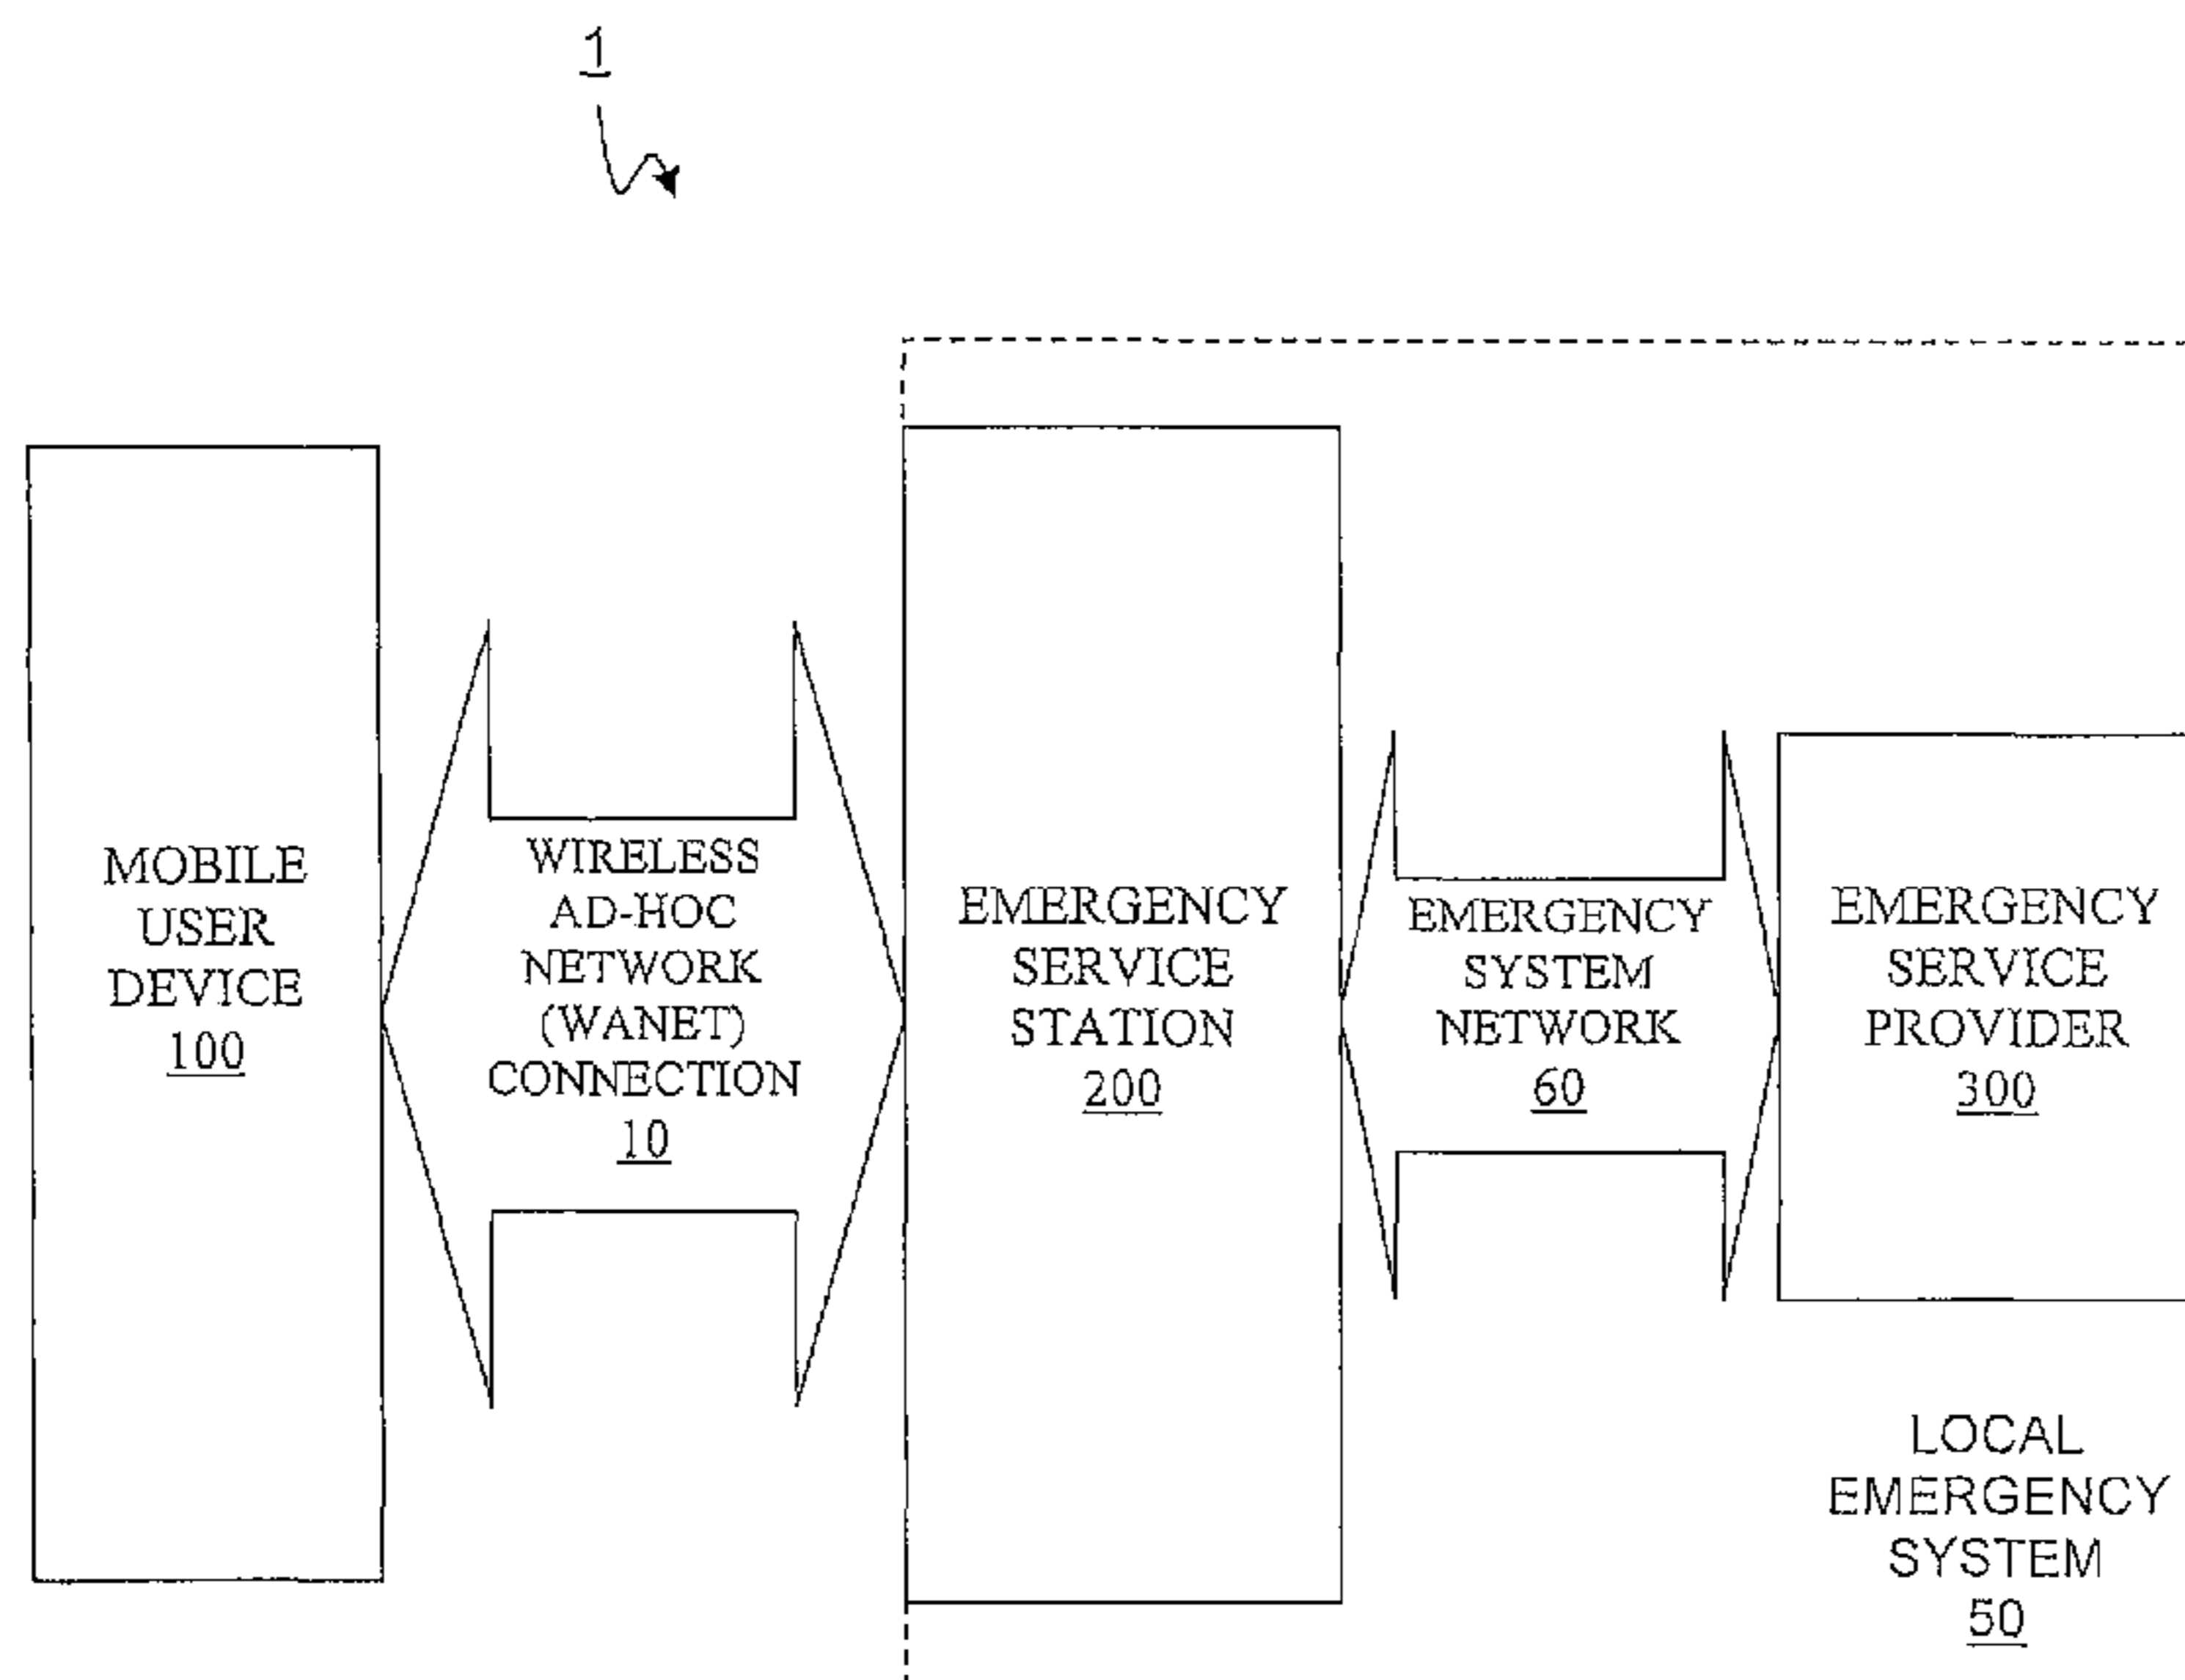 1
MOBILE
USER
DEVICE
100
WIRELESS
AD-HOC
NETWORK
(WANET)
CONNECTION
10
EMERGENCY
SERVICE
STATION
200
EMERGENCY
SYSTEM
NETWORK
60
EMERGENCY
SERVICE
PROVIDER
300
LOCAL
EMERGENCY
SYSTEM
50